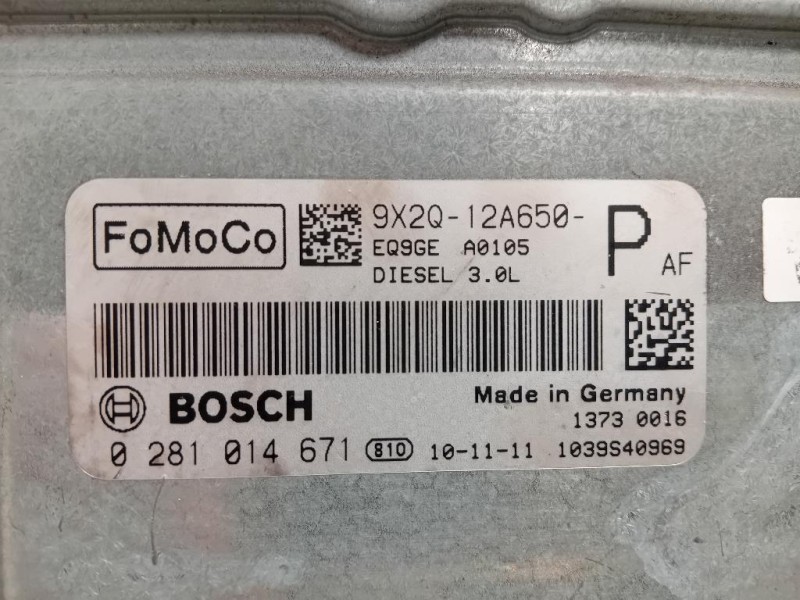 FoMoCo
9X2Q-12A650- P AF
EQ9GE A0105
DIESEL 3.0L
BOSCH
Made in Germany
1373 0016
0 281 014 671 810 10-11-11 1039S40969